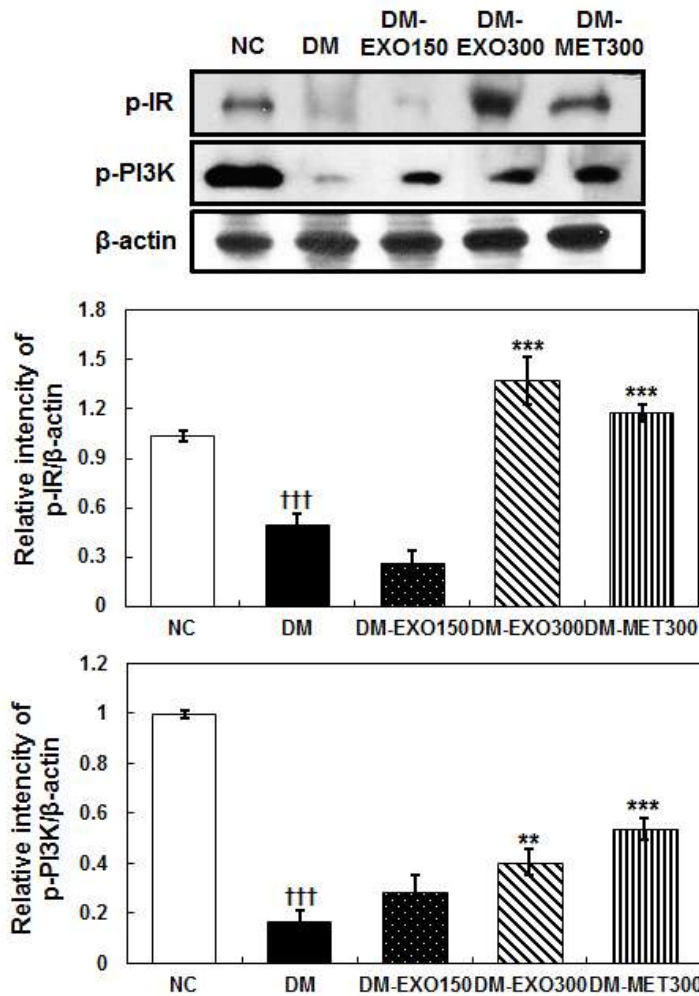 NC DM DM-EXO150 DM-EXO300 DM-MET300
p-IR
p-PI3K
β-actin
Relative intencity of
p-IR/β-actin
1.8
1.5
1.2
0.9
0.6
0.3
0
†††
***
***
NC DM DM-EXO150 DM-EXO300 DM-MET300
Relative intencity of
p-PI3K/β-actin
1.2
1
0.8
0.6
0.4
0.2
0
†††
**
***
NC DM DM-EXO150 DM-EXO300 DM-MET300